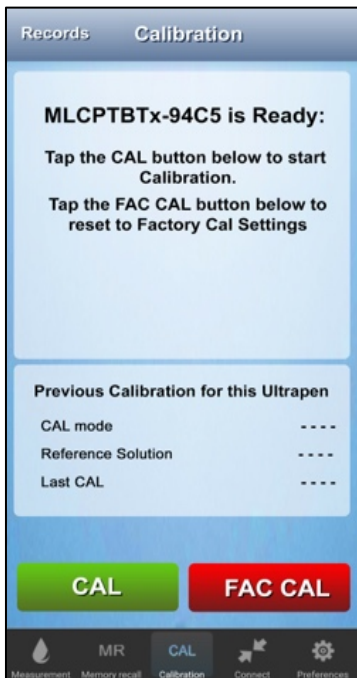 Records Calibration
MLCPTBTx-94C5 is Ready:
Tap the CAL button below to start
Calibration.
Tap the FAC CAL button below to
reset to Factory Cal Settings
Previous Calibration for this Ultrapen
CAL mode ----
Reference Solution ----
Last CAL ----
CAL FAC CAL
MR CAL
Measurement Memory recall Calibration Connect Preferences